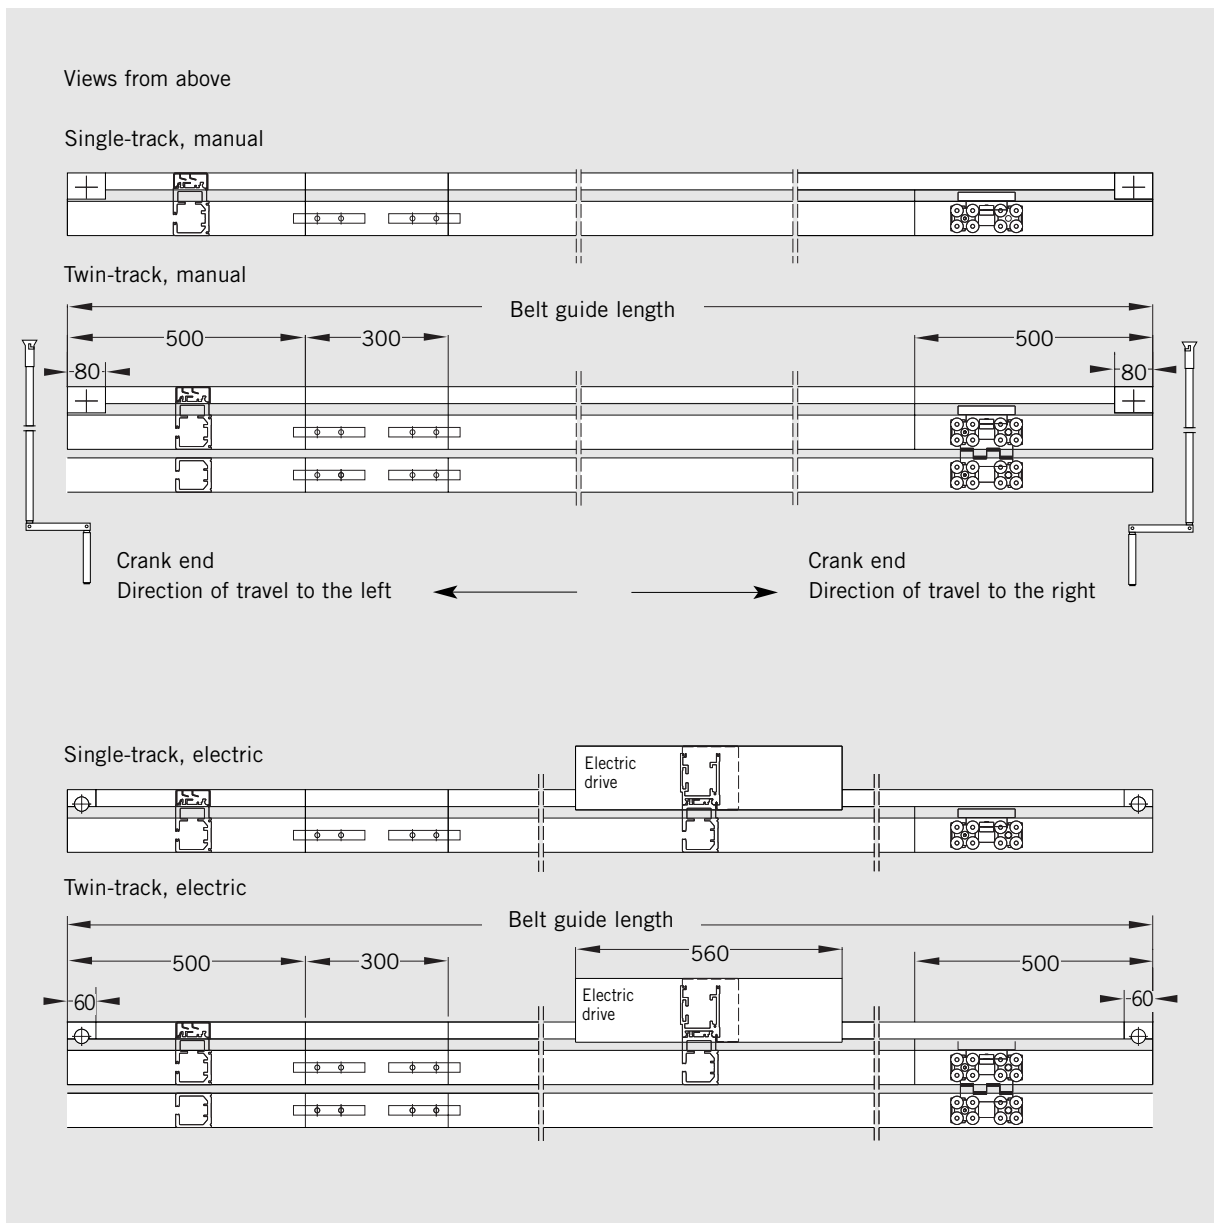 Views from above
Single-track, manual
Twin-track, manual
Belt guide length
500
300
500
80
80
Crank end
Direction of travel to the left
Crank end
Direction of travel to the right
Single-track, electric
Electric
drive
Twin-track, electric
Belt guide length
500
300
560
500
60
60
Electric
drive